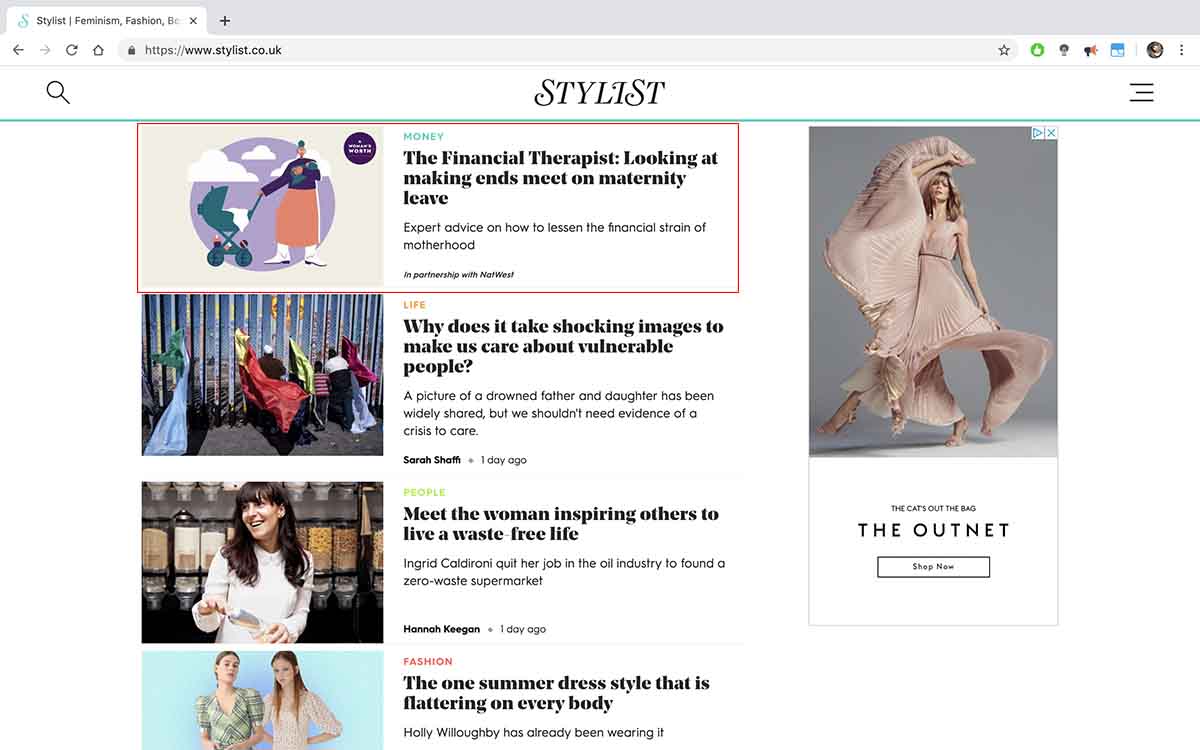 Stylist | Feminism, Fashion, Be
https://www.stylist.co.uk
STYLIST
A
WOMAN'S
WORTH
MONEY
The Financial Therapist: Looking at
making ends meet on maternity
leave
Expert advice on how to lessen the financial strain of
motherhood
In partnership with NatWest
LIFE
Why does it take shocking images to
make us care about vulnerable
people?
A picture of a drowned father and daughter has been
widely shared, but we shouldn't need evidence of a
crisis to care.
Sarah Shaffi 1 day ago
PEOPLE
Meet the woman inspiring others to
live a waste-free life
Ingrid Caldironi quit her job in the oil industry to found a
zero-waste supermarket
Hannah Keegan 1 day ago
FASHION
The one summer dress style that is
flattering on every body
Holly Willoughby has already been wearing it
THE CAT'S OUT THE BAG
THE OUTNET
Shop Now